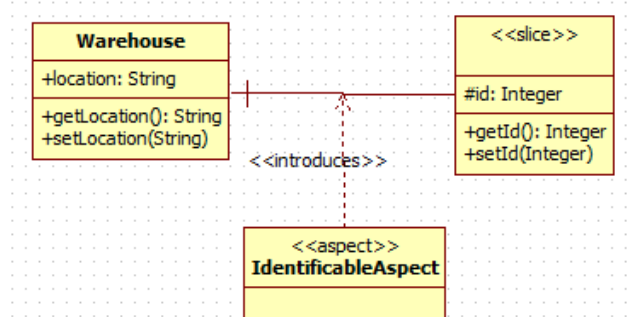 Warehouse
+location: String
+getLocation(): String
+setLocation(String)
<<slice>>
#id: Integer
+getId(): Integer
+setId(Integer)
<<introduces>>
<<aspect>>
IdentificableAspect